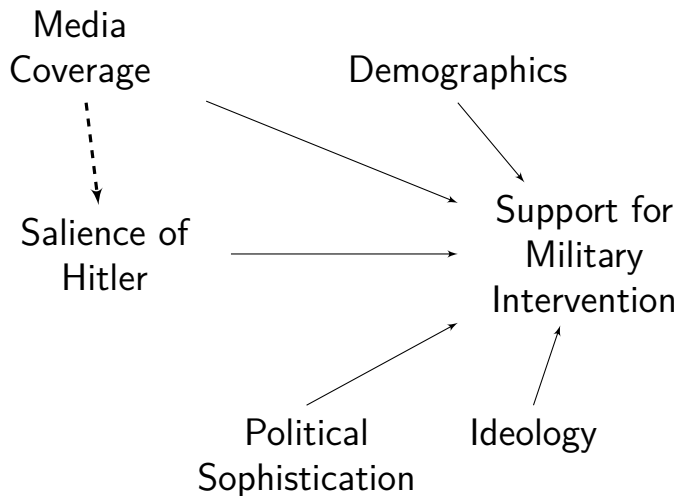 Media
Coverage
Demographics
Salience of
Hitler
Support for
Military
Intervention
Political
Sophistication
Ideology